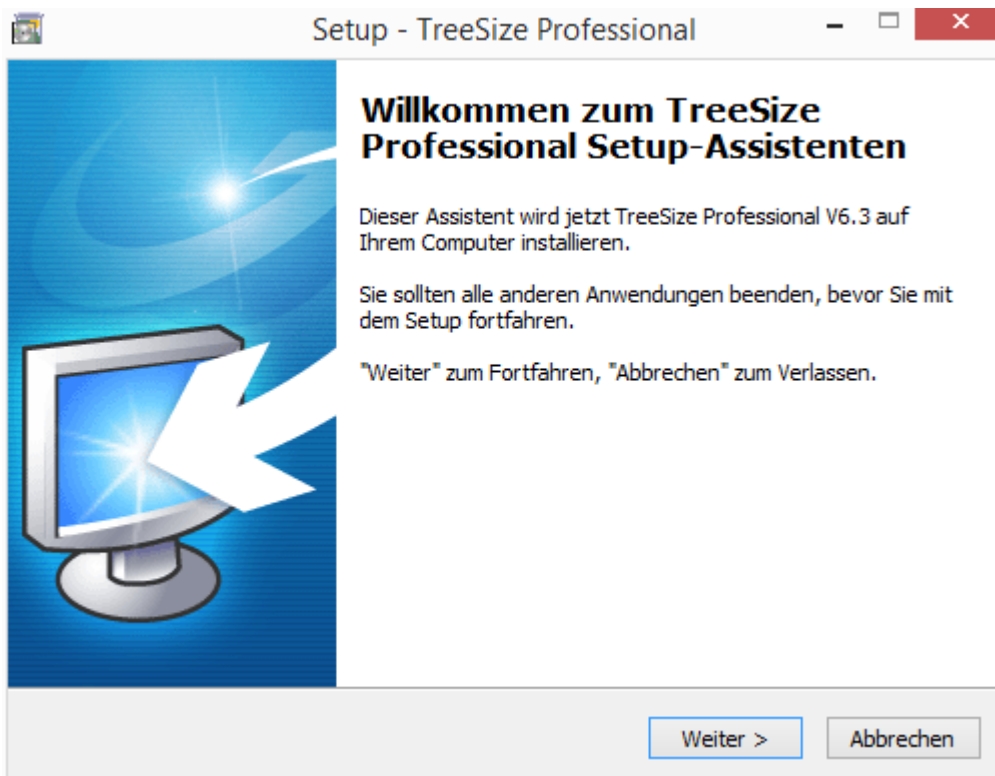 Setup - TreeSize Professional
Willkommen zum TreeSize
Professional Setup-Assistenten
Dieser Assistent wird jetzt TreeSize Professional V6.3 auf
Ihrem Computer installieren.
Sie sollten alle anderen Anwendungen beenden, bevor Sie mit
dem Setup fortfahren.
"Weiter" zum Fortfahren, "Abbrechen" zum Verlassen.
Weiter >
Abbrechen